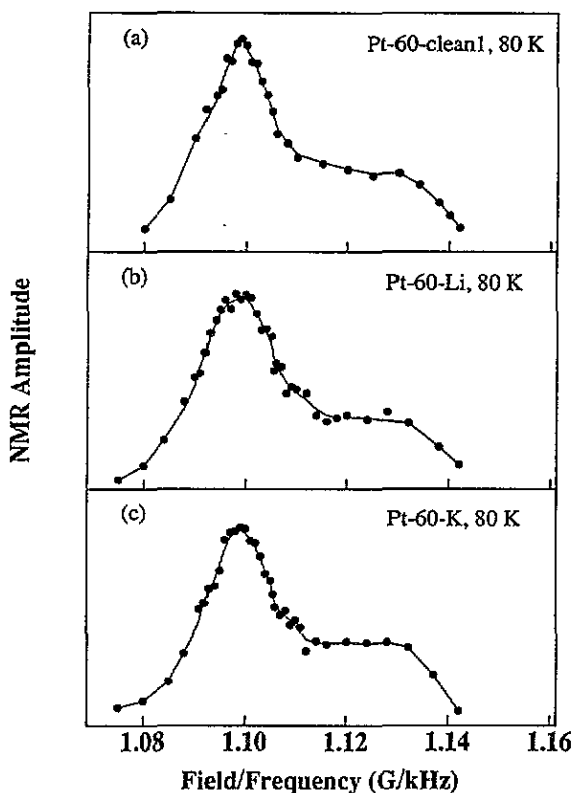 (a)
Pt-60-clean1, 80 K
(b)
Pt-60-Li, 80 K
(c)
Pt-60-K, 80 K
NMR Amplitude
1.08 1.10 1.12 1.14 1.16
Field/Frequency (G/kHz)